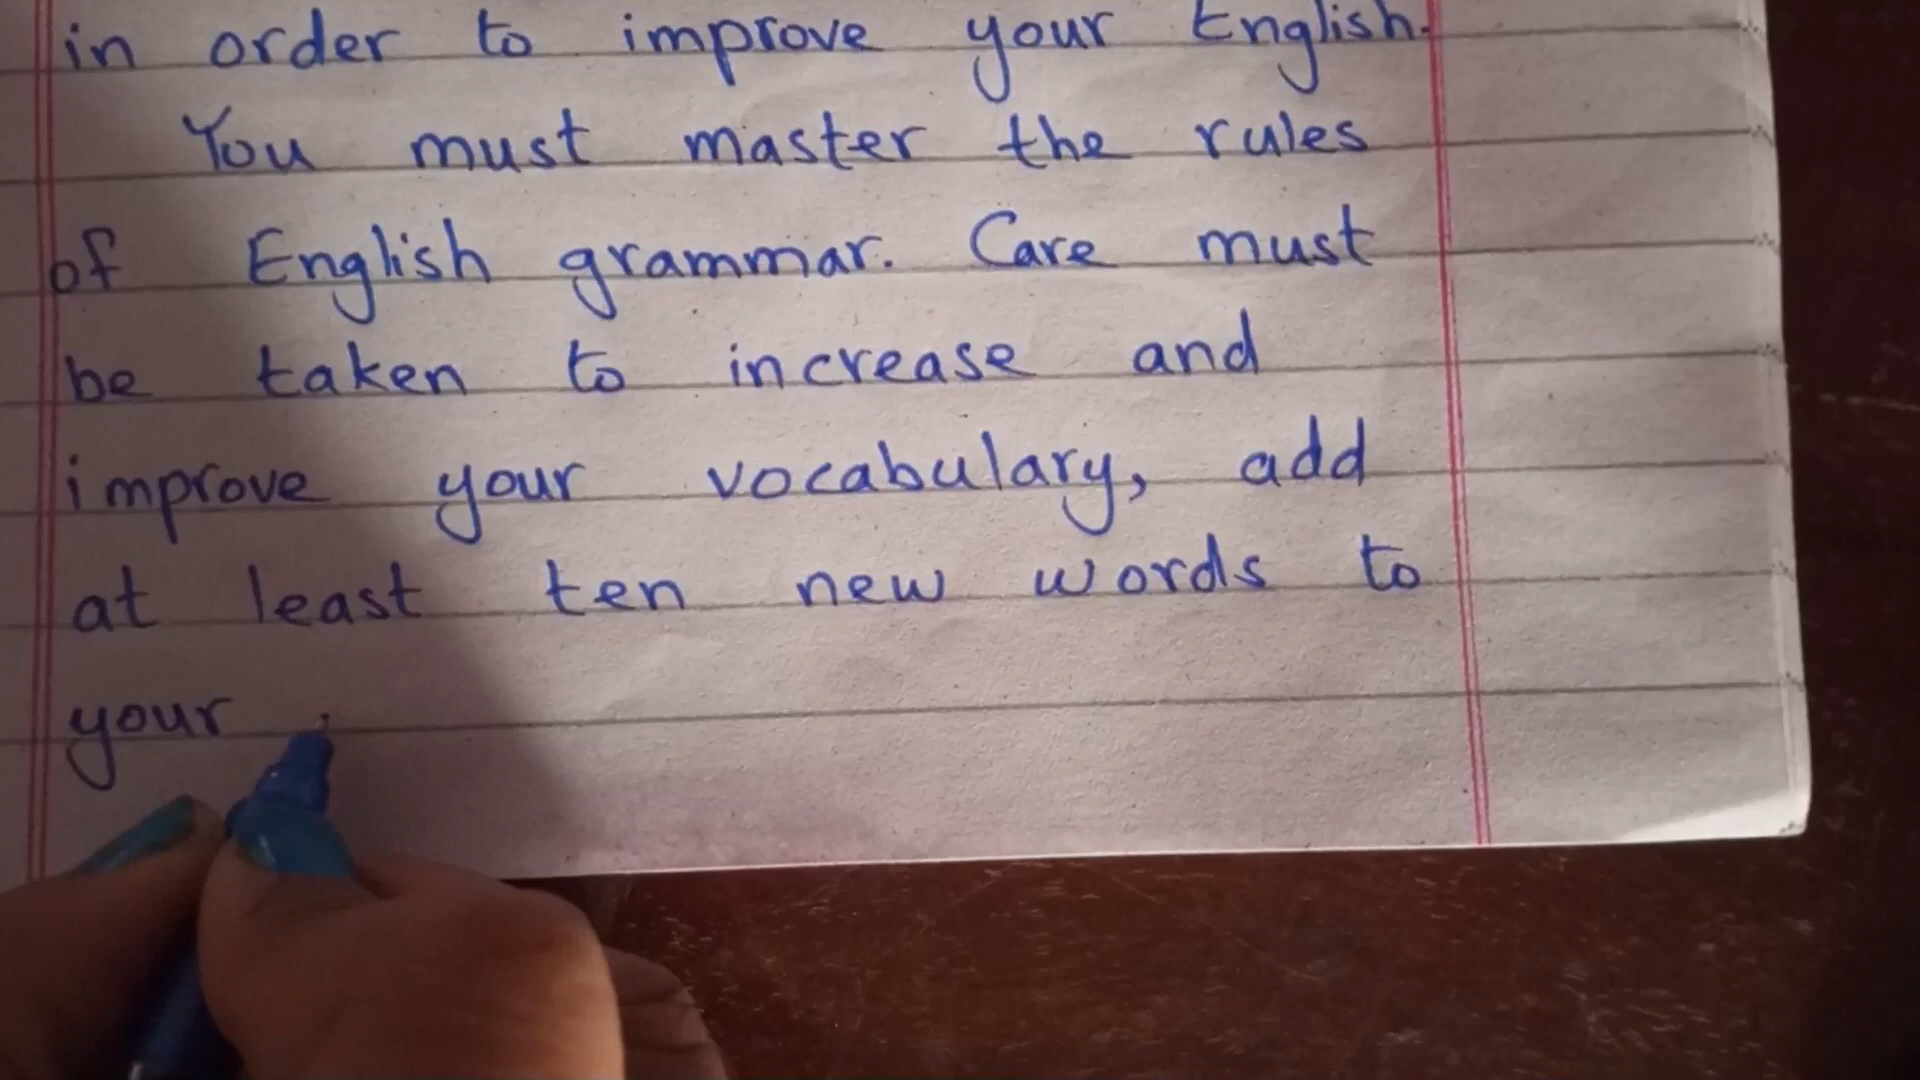 in order to improve your English.
You must master the rules
of English grammar. Care must
be taken to increase and
improve your vocabulary, add
at least ten new words to
your